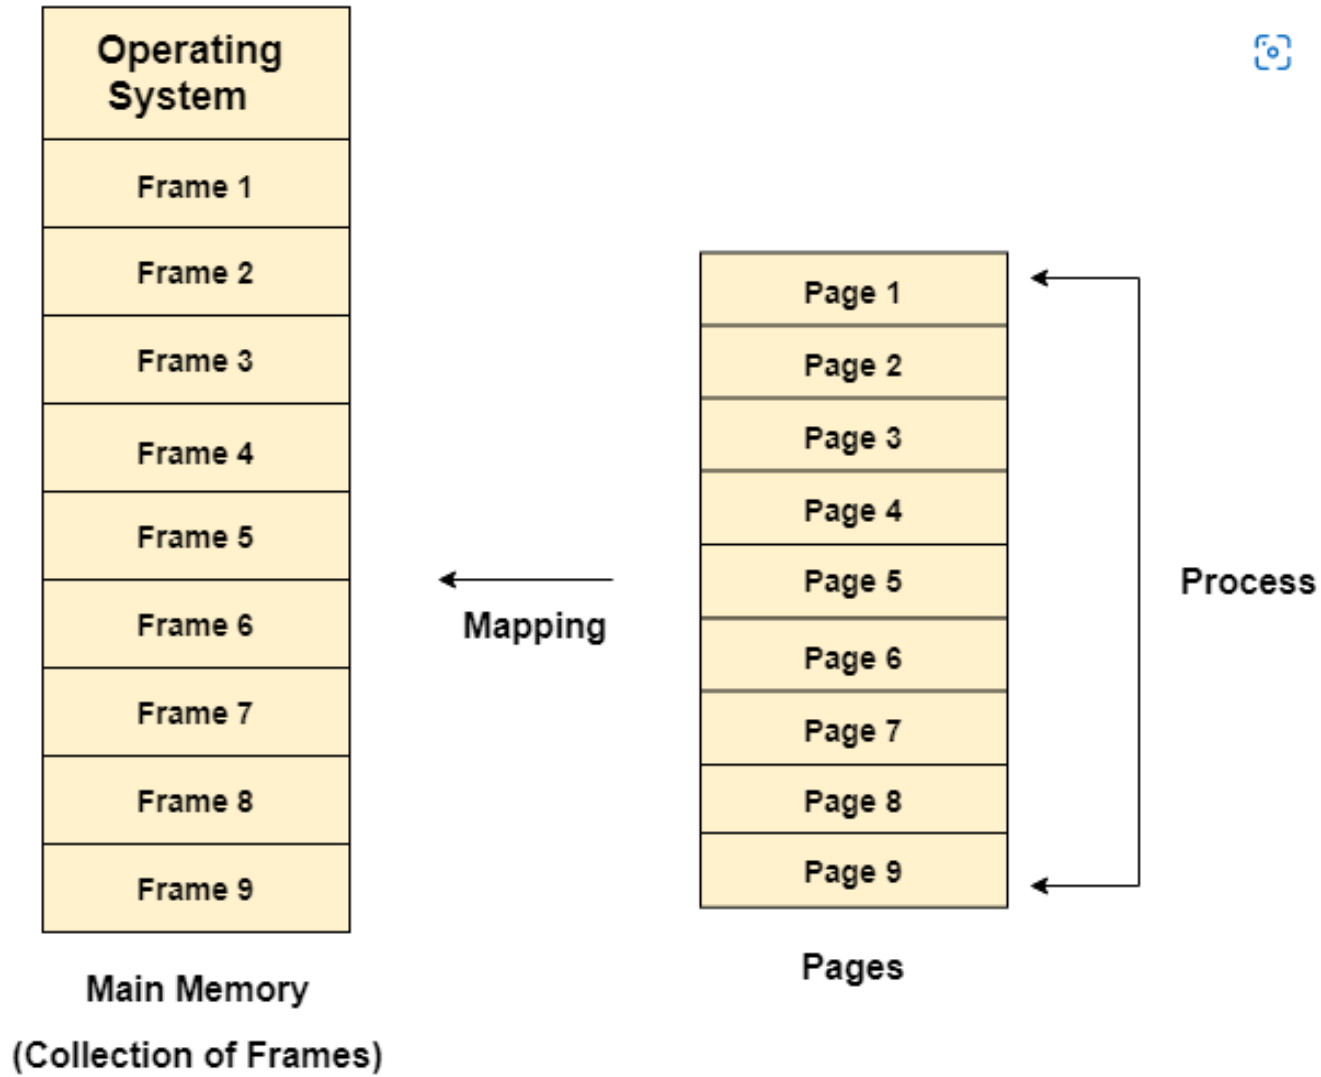 Operating
System
Frame 1
Frame 2
Frame 3
Frame 4
Frame 5
Frame 6
Frame 7
Frame 8
Frame 9
Main Memory
(Collection of Frames)
Mapping
Page 1
Page 2
Page 3
Page 4
Page 5
Page 6
Page 7
Page 8
Page 9
Pages
Process